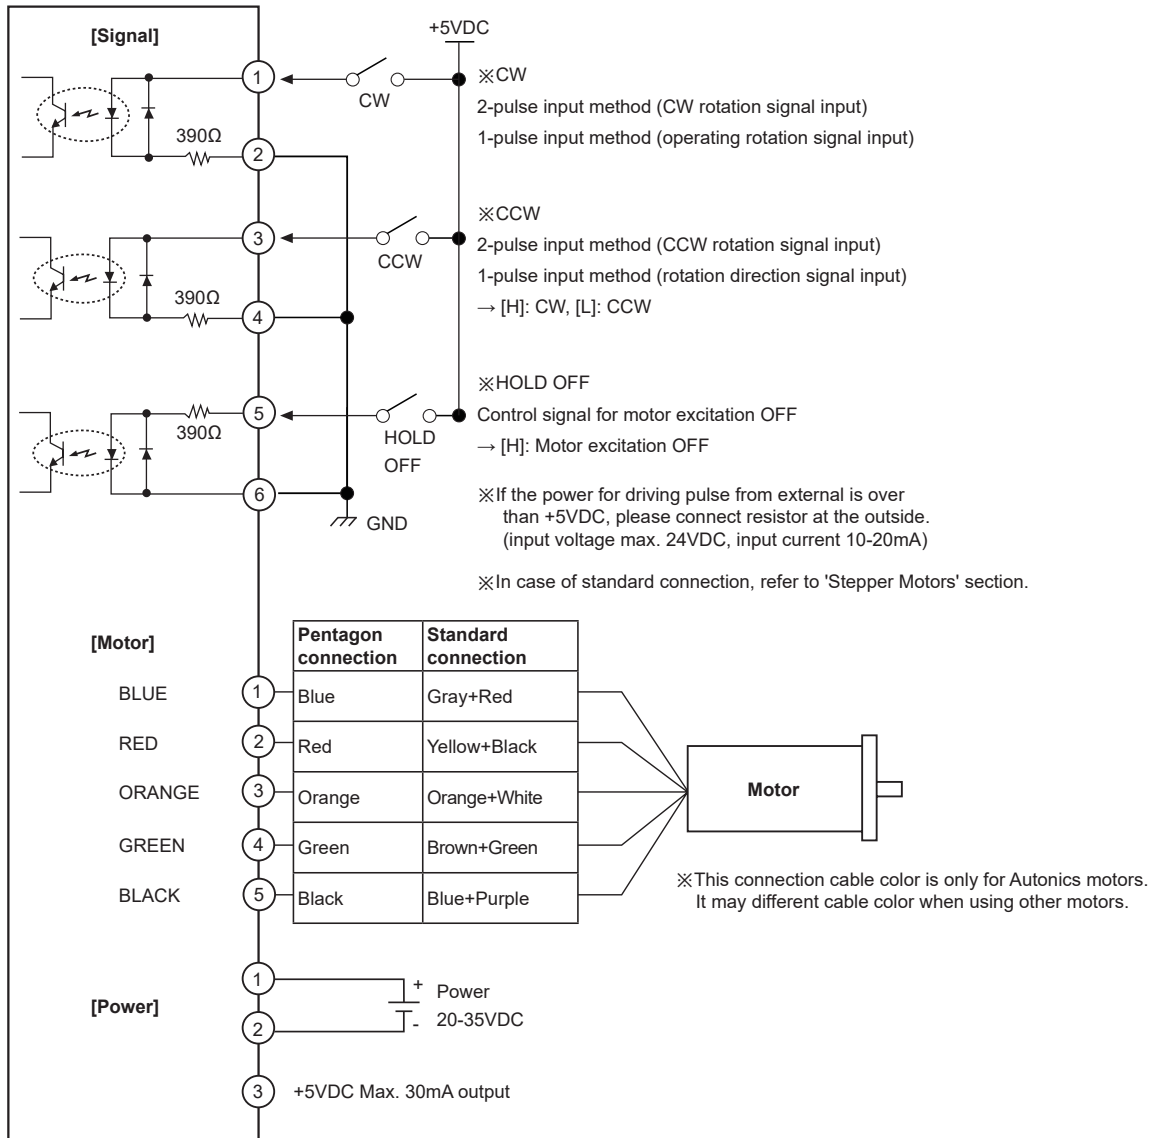 [Signal]
+5VDC
1
CW
※CW
2-pulse input method (CW rotation signal input)
1-pulse input method (operating rotation signal input)
390Ω
2
3
CCW
※CCW
2-pulse input method (CCW rotation signal input)
1-pulse input method (rotation direction signal input)
→ [H]: CW, [L]: CCW
390Ω
4
5
390Ω
HOLD
OFF
※HOLD OFF
Control signal for motor excitation OFF
→ [H]: Motor excitation OFF
6
GND
※If the power for driving pulse from external is over
than +5VDC, please connect resistor at the outside.
(input voltage max. 24VDC, input current 10-20mA)
※In case of standard connection, refer to 'Stepper Motors' section.
[Motor]
Pentagon connection
Standard connection
BLUE 1 Blue Gray+Red
RED 2 Red Yellow+Black
ORANGE 3 Orange Orange+White
GREEN 4 Green Brown+Green
BLACK 5 Black Blue+Purple
Motor
※This connection cable color is only for Autonics motors.
It may different cable color when using other motors.
[Power]
1
+
Power
20-35VDC
-
2
3 +5VDC Max. 30mA output